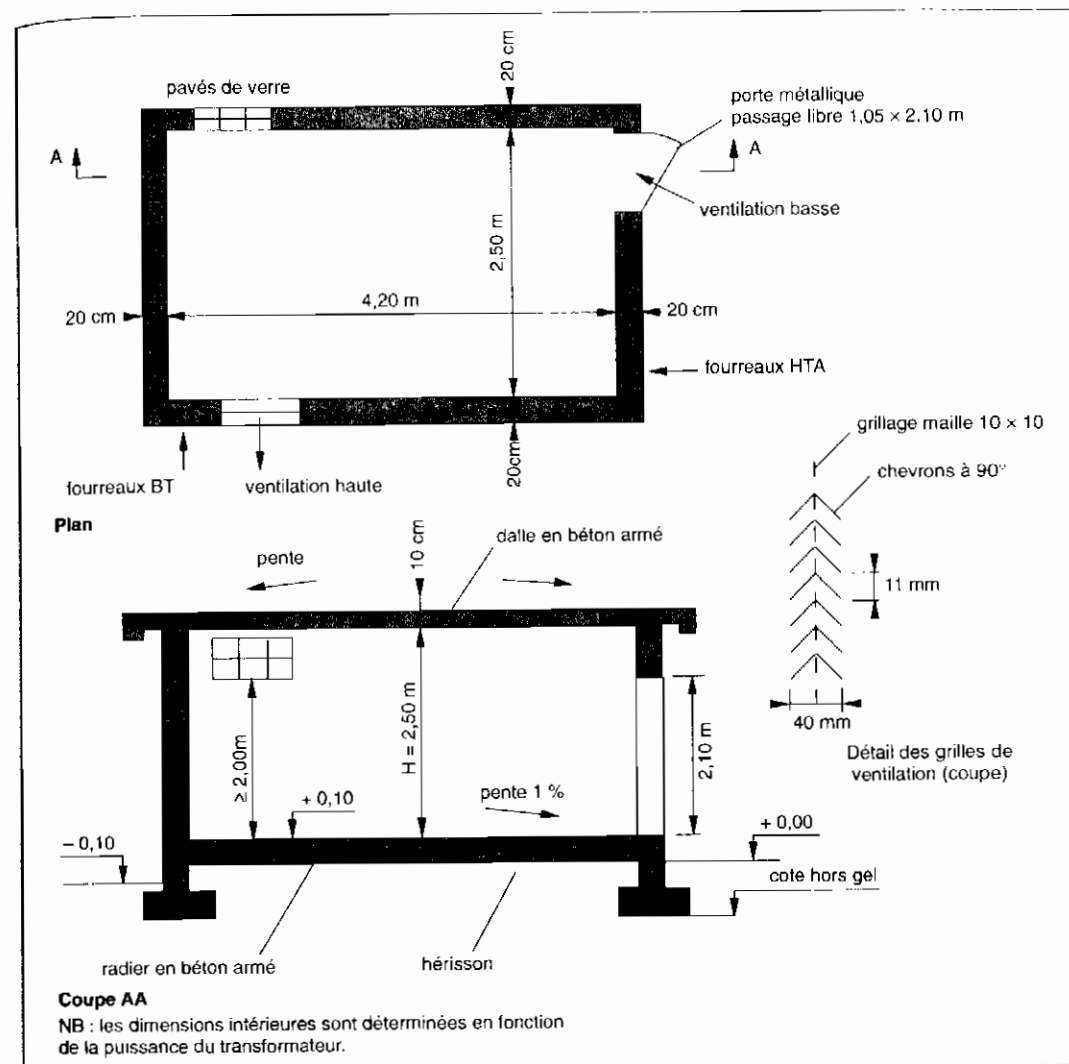 20 cm
pavés de verre
porte métallique
passage libre 1,05 × 2.10 m
A
A
ventilation basse
2,50 m
4,20 m
20 cm
20 cm
fourreaux HTA
20cm
fourreaux BT
ventilation haute
Plan
grillage maille 10 × 10
chevrons à 90°
11 mm
40 mm
Détail des grilles de
ventilation (coupe)
pente
10 cm
dalle en béton armé
≥ 2,00m
H = 2,50 m
2,10 m
+ 0,10
pente 1 %
– 0,10
+ 0,00
cote hors gel
radier en béton armé
hérisson
Coupe AA
NB : les dimensions intérieures sont déterminées en fonction
de la puissance du transformateur.